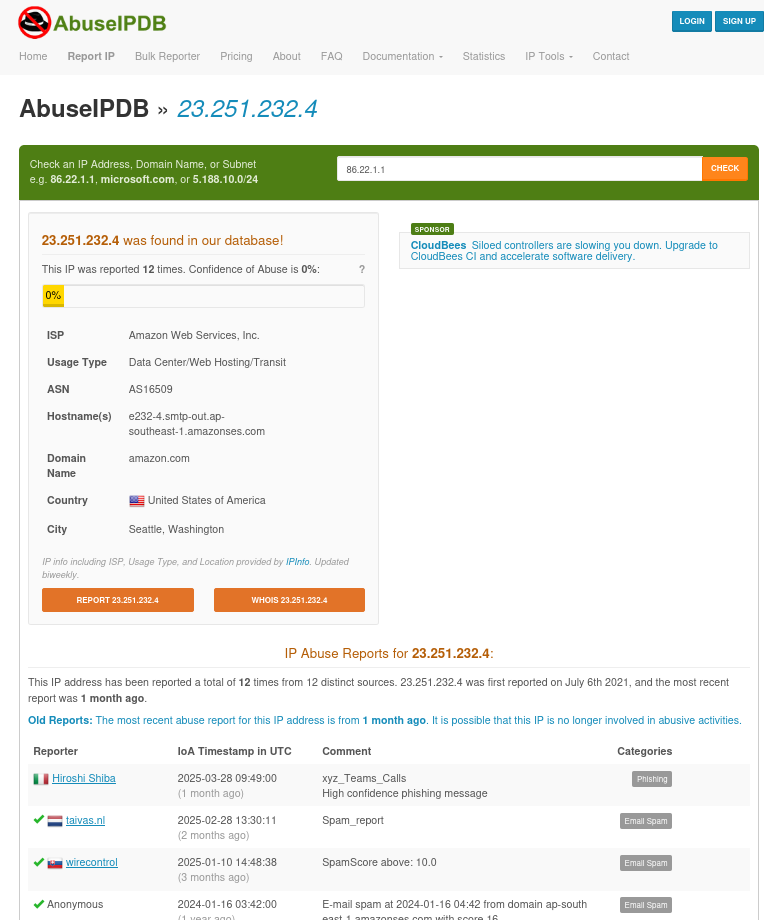 AbuseIPDB
LOGIN SIGN UP
Home Report IP Bulk Reporter Pricing About FAQ Documentation Statistics IP Tools Contact
AbuseIPDB » 23.251.232.4
Check an IP Address, Domain Name, or Subnet
e.g. 86.22.1.1, microsoft.com, or 5.188.10.0/24
86.22.1.1 CHECK
23.251.232.4 was found in our database!
This IP was reported 12 times. Confidence of Abuse is 0%: ?
0%
ISP Amazon Web Services, Inc.
Usage Type Data Center/Web Hosting/Transit
ASN AS16509
Hostname(s) e232-4.smtp-out.ap-
southeast-1.amazonses.com
Domain Name amazon.com
Country United States of America
City Seattle, Washington
IP info including ISP, Usage Type, and Location provided by IPInfo. Updated
biweekly.
REPORT 23.251.232.4 WHOIS 23.251.232.4
SPONSOR
CloudBees Siloed controllers are slowing you down. Upgrade to
CloudBees CI and accelerate software delivery.
IP Abuse Reports for 23.251.232.4:
This IP address has been reported a total of 12 times from 12 distinct sources. 23.251.232.4 was first reported on July 6th 2021, and the most recent
report was 1 month ago.
Old Reports: The most recent abuse report for this IP address is from 1 month ago. It is possible that this IP is no longer involved in abusive activities.
Reporter IoA Timestamp in UTC Comment Categories
Hiroshi Shiba 2025-03-28 09:49:00 xyz_Teams_Calls Phishing
(1 month ago) High confidence phishing message
taivas.nl 2025-02-28 13:30:11 Spam_report Email Spam
(2 months ago)
wirecontrol 2025-01-10 14:48:38 SpamScore above: 10.0 Email Spam
(3 months ago)
Anonymous 2024-01-16 03:42:00 E-mail spam at 2024-01-16 04:42 from domain ap-south Email Spam
(1 year ago) east-1.amazonses.com with score 16